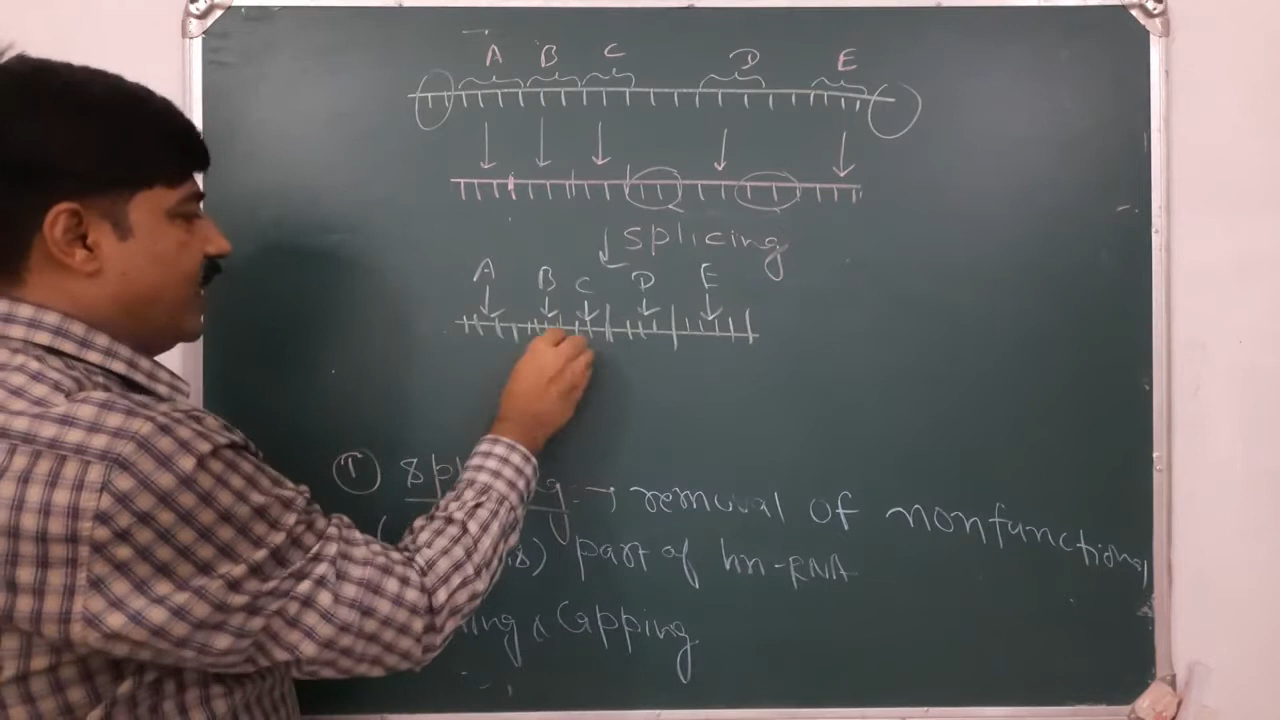 A B C D E
splicing
A B C D E
removal of nonfunctional
part of hn-RNA
& Capping